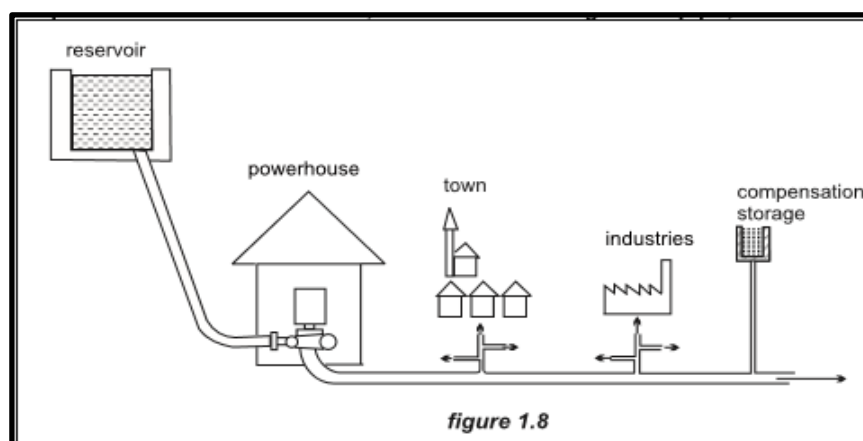 reservoir
powerhouse
town
industries
compensation
storage
figure 1.8